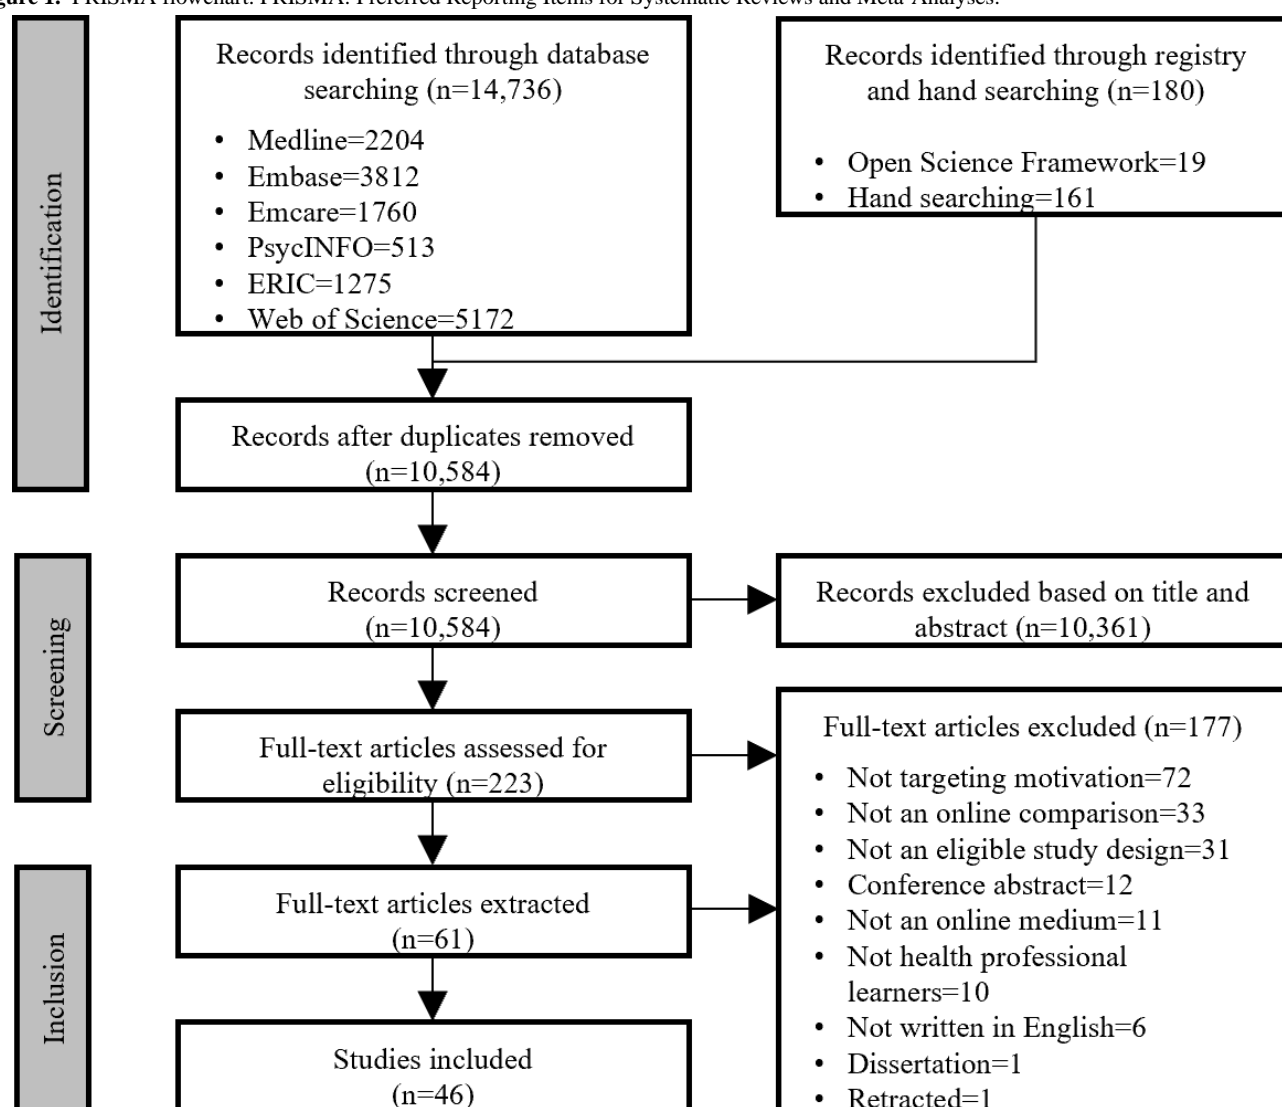 Figure 1. PRISMA flowchart. PRISMA: Preferred Reporting Items for Systematic Reviews and Meta-Analyses.
Identification
Records identified through database
searching (n=14,736)
• Medline=2204
• Embase=3812
• Emcare=1760
• PsycINFO=513
• ERIC=1275
• Web of Science=5172
Records identified through registry
and hand searching (n=180)
• Open Science Framework=19
• Hand searching=161
Records after duplicates removed
(n=10,584)
Screening
Records screened
(n=10,584)
Records excluded based on title and
abstract (n=10,361)
Full-text articles assessed for
eligibility (n=223)
Full-text articles excluded (n=177)
• Not targeting motivation=72
• Not an online comparison=33
• Not an eligible study design=31
• Conference abstract=12
• Not an online medium=11
• Not health professional
learners=10
• Not written in English=6
• Dissertation=1
• Retracted=1
Inclusion
Full-text articles extracted
(n=61)
Studies included
(n=46)